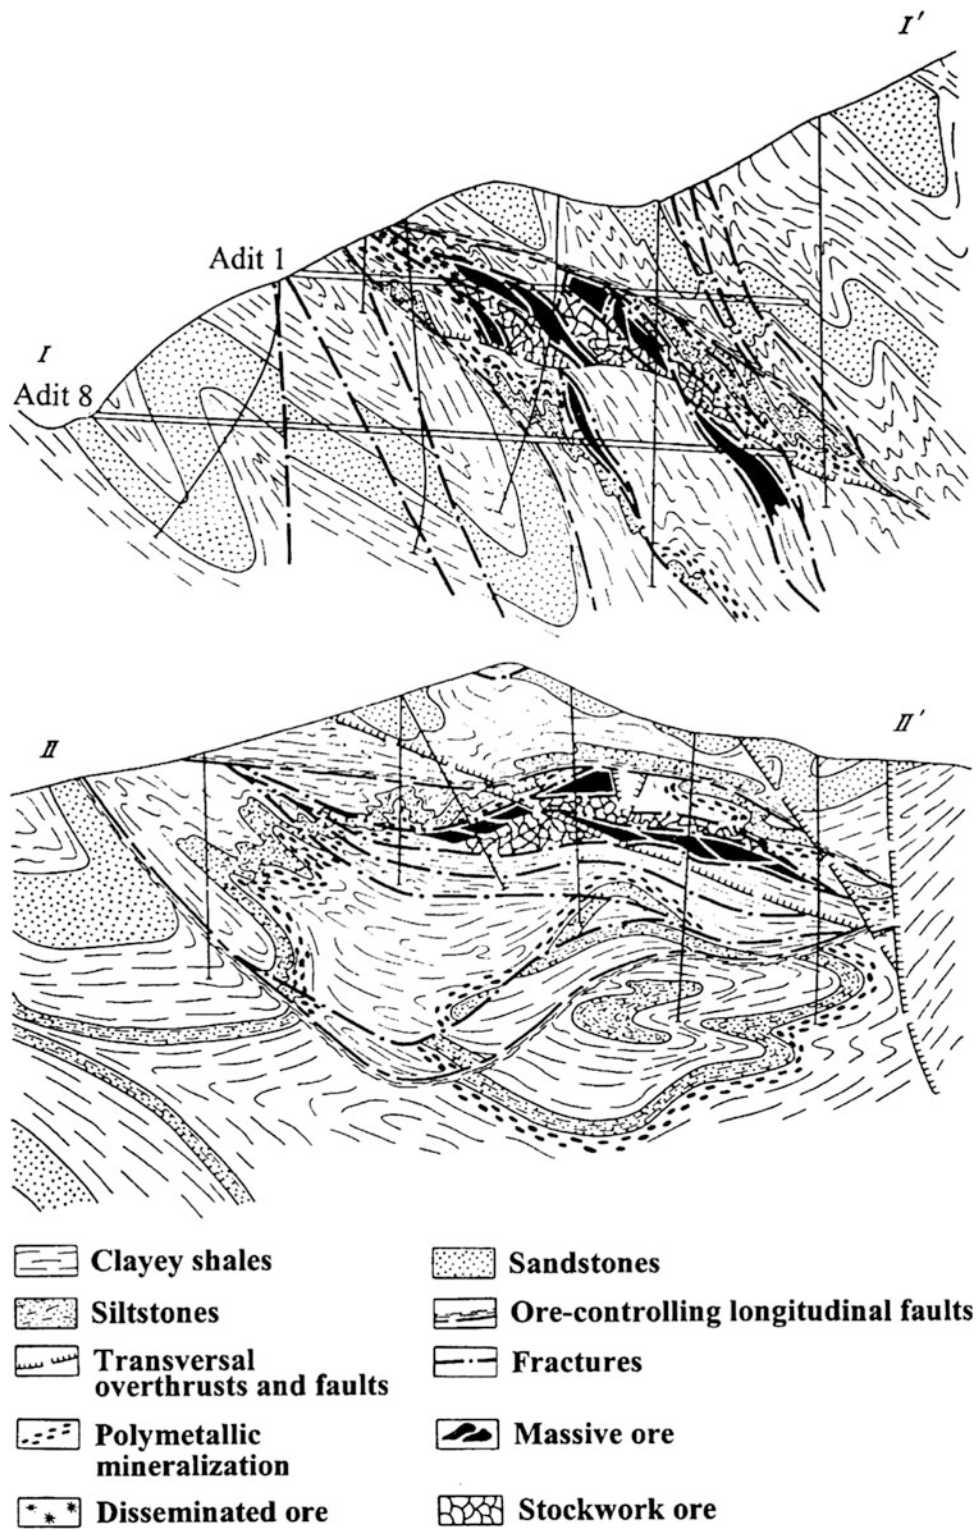 I'
Adit 1
I
Adit 8
II
II'
Clayey shales
Sandstones
Siltstones
Ore-controlling longitudinal faults
Transversal
overthrusts and faults
Fractures
Polymetallic
mineralization
Massive ore
Disseminated ore
Stockwork ore